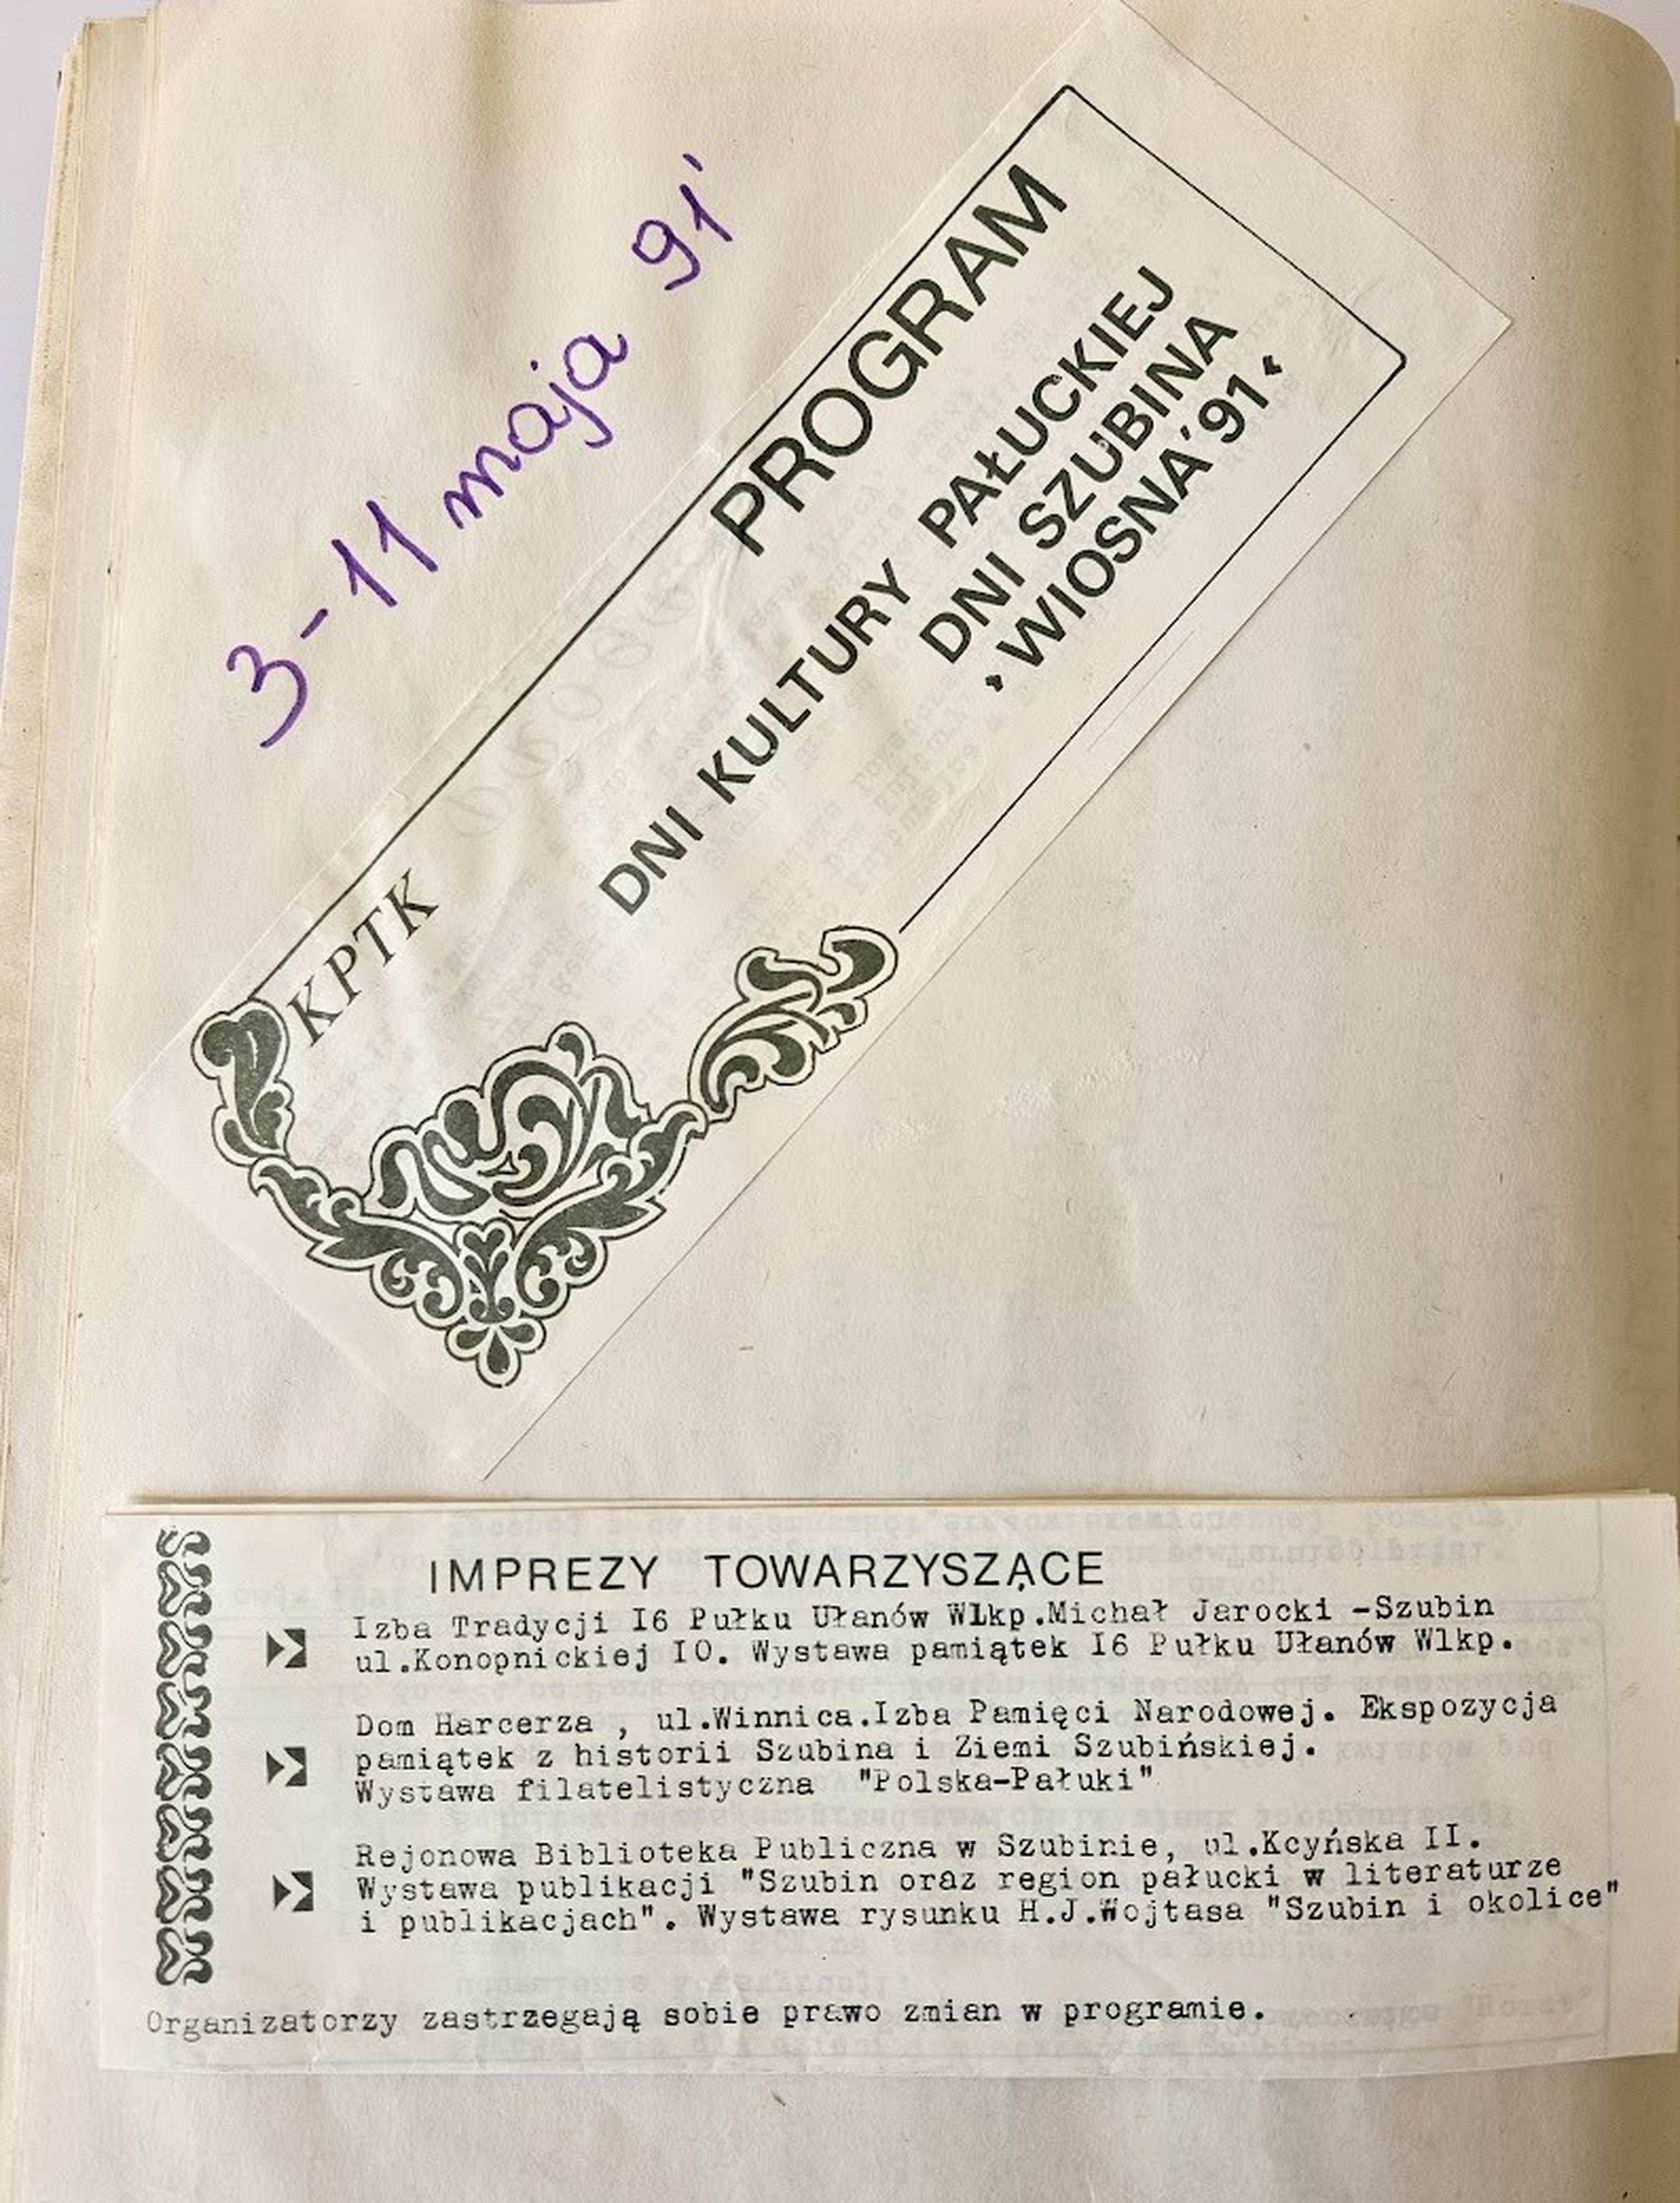 3-11 maja 91'
PROGRAM
DNI KULTURY PAŁUCKIEJ
DNI SZUBINA
WIOSNA'91
KPTK
IMPREZY TOWARZYSZĄCE
Izba Tradycji I6 Pułku Ułanów Wlkp.Michał Jarocki -Szubin
ul.Konopnickiej IO. Wystawa pamiątek I6 Pułku Ułanów Wlkp.
Dom Harcerza , ul.Winnica.Izba Pamięci Narodowej. Ekspozycja
pamiątek z historii Szubina i Ziemi Szubińskiej.
Wystawa filatelistyczna "Polska-Pałuki"
Rejonowa Biblioteka Publiczna w Szubinie, ul.Kcyńska II.
Wystawa publikacji "Szubin oraz region pałucki w literaturze
i publikacjach". Wystawa rysunku H.J.Wojtasa "Szubin i okolice"
Organizatorzy zastrzegają sobie prawo zmian w programie.